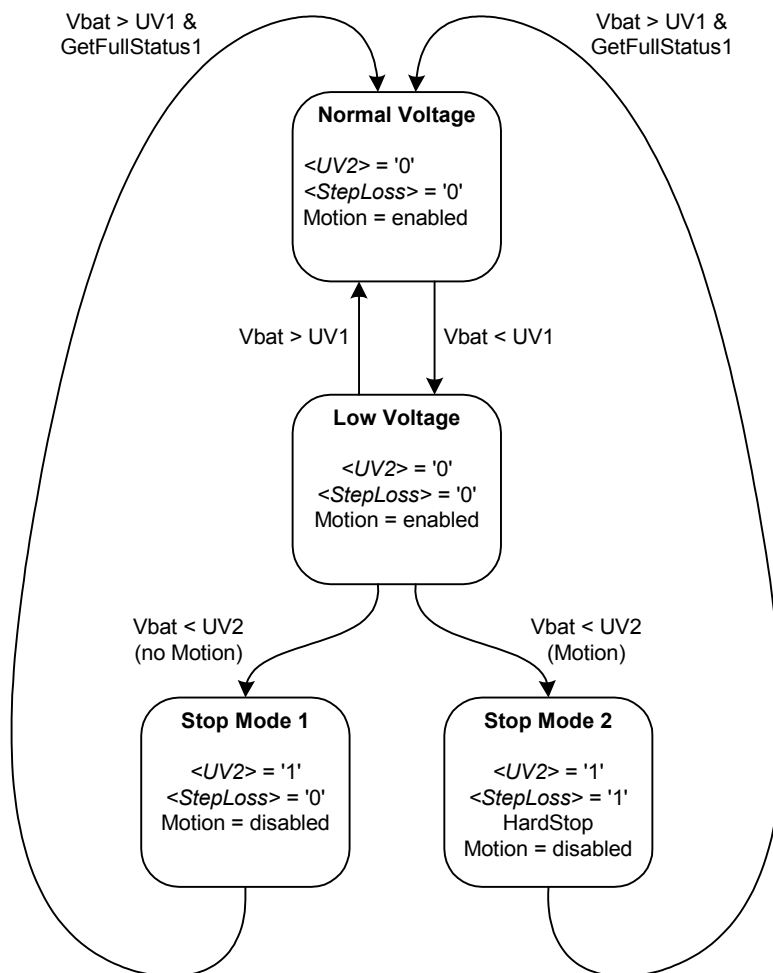 Vbat > UV1 &
GetFullStatus1
Vbat > UV1 &
GetFullStatus1
Normal Voltage
<UV2> = '0'
<StepLoss> = '0'
Motion = enabled
Vbat > UV1
Vbat < UV1
Low Voltage
<UV2> = '0'
<StepLoss> = '0'
Motion = enabled
Vbat < UV2
(no Motion)
Vbat < UV2
(Motion)
Stop Mode 1
<UV2> = '1'
<StepLoss> = '0'
Motion = disabled
Stop Mode 2
<UV2> = '1'
<StepLoss> = '1'
HardStop
Motion = disabled